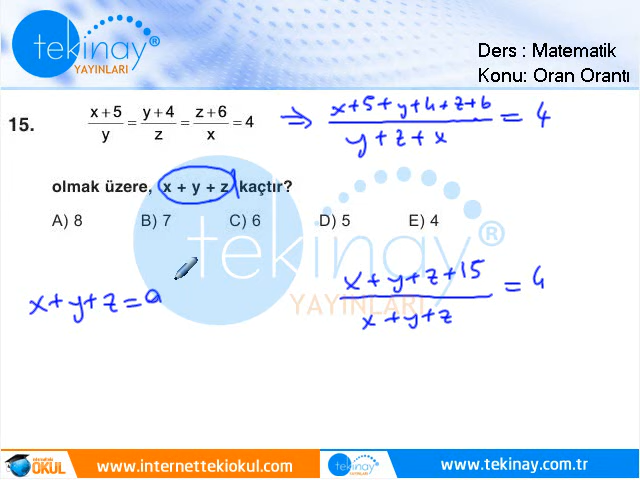 tekinay®
YAYINLARI
Ders : Matematik
Konu: Oran Orantı
15. x+5/y = y+4/z = z+6/x = 4 ⇒ x+5+y+4+z+6/y+z+x = 4
olmak üzere, x + y + z kaçtır?
A) 8 B) 7 C) 6 D) 5 E) 4
tekinay®
YAYINLARI
x+y+z=a
x+y+z+15/x+y+z = 4
internetteki OKUL
www.internettekiokul.com
tekinay
www.tekinay.com.tr